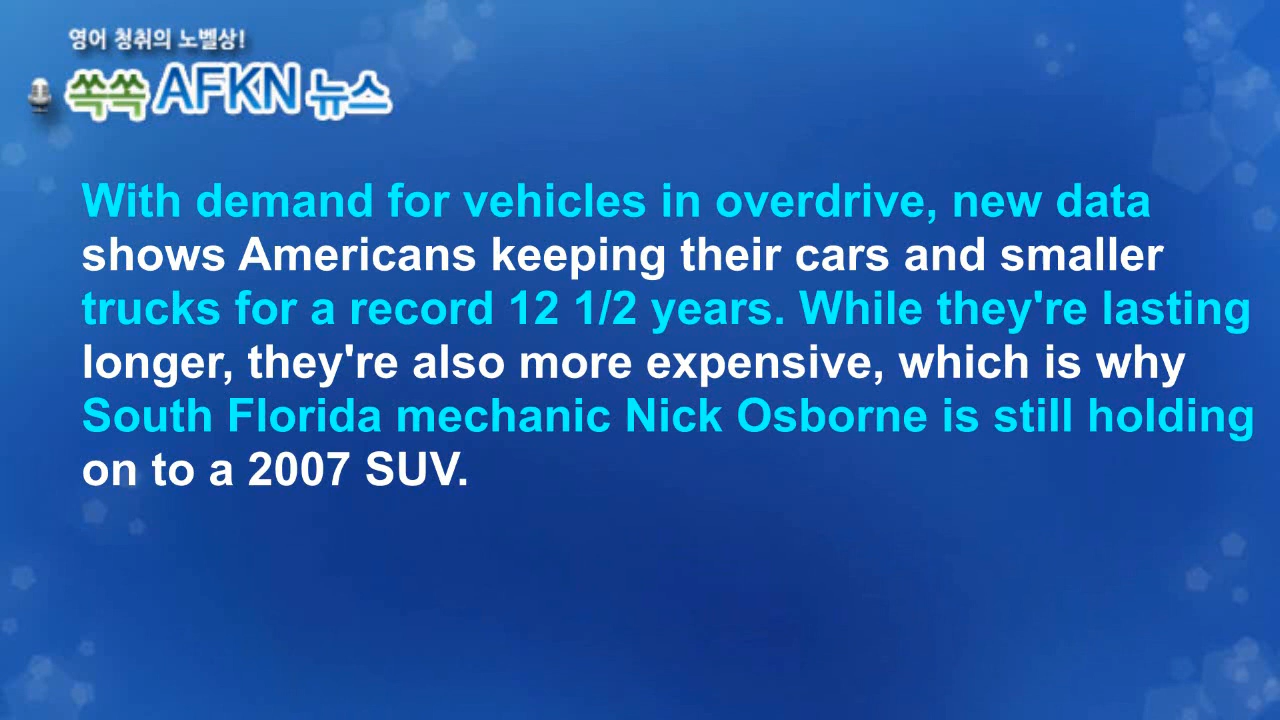 영어 청취의 노벨상!
쏙쏙 AFKN 뉴스
With demand for vehicles in overdrive, new data
shows Americans keeping their cars and smaller
trucks for a record 12 1/2 years. While they're lasting
longer, they're also more expensive, which is why
South Florida mechanic Nick Osborne is still holding
on to a 2007 SUV.